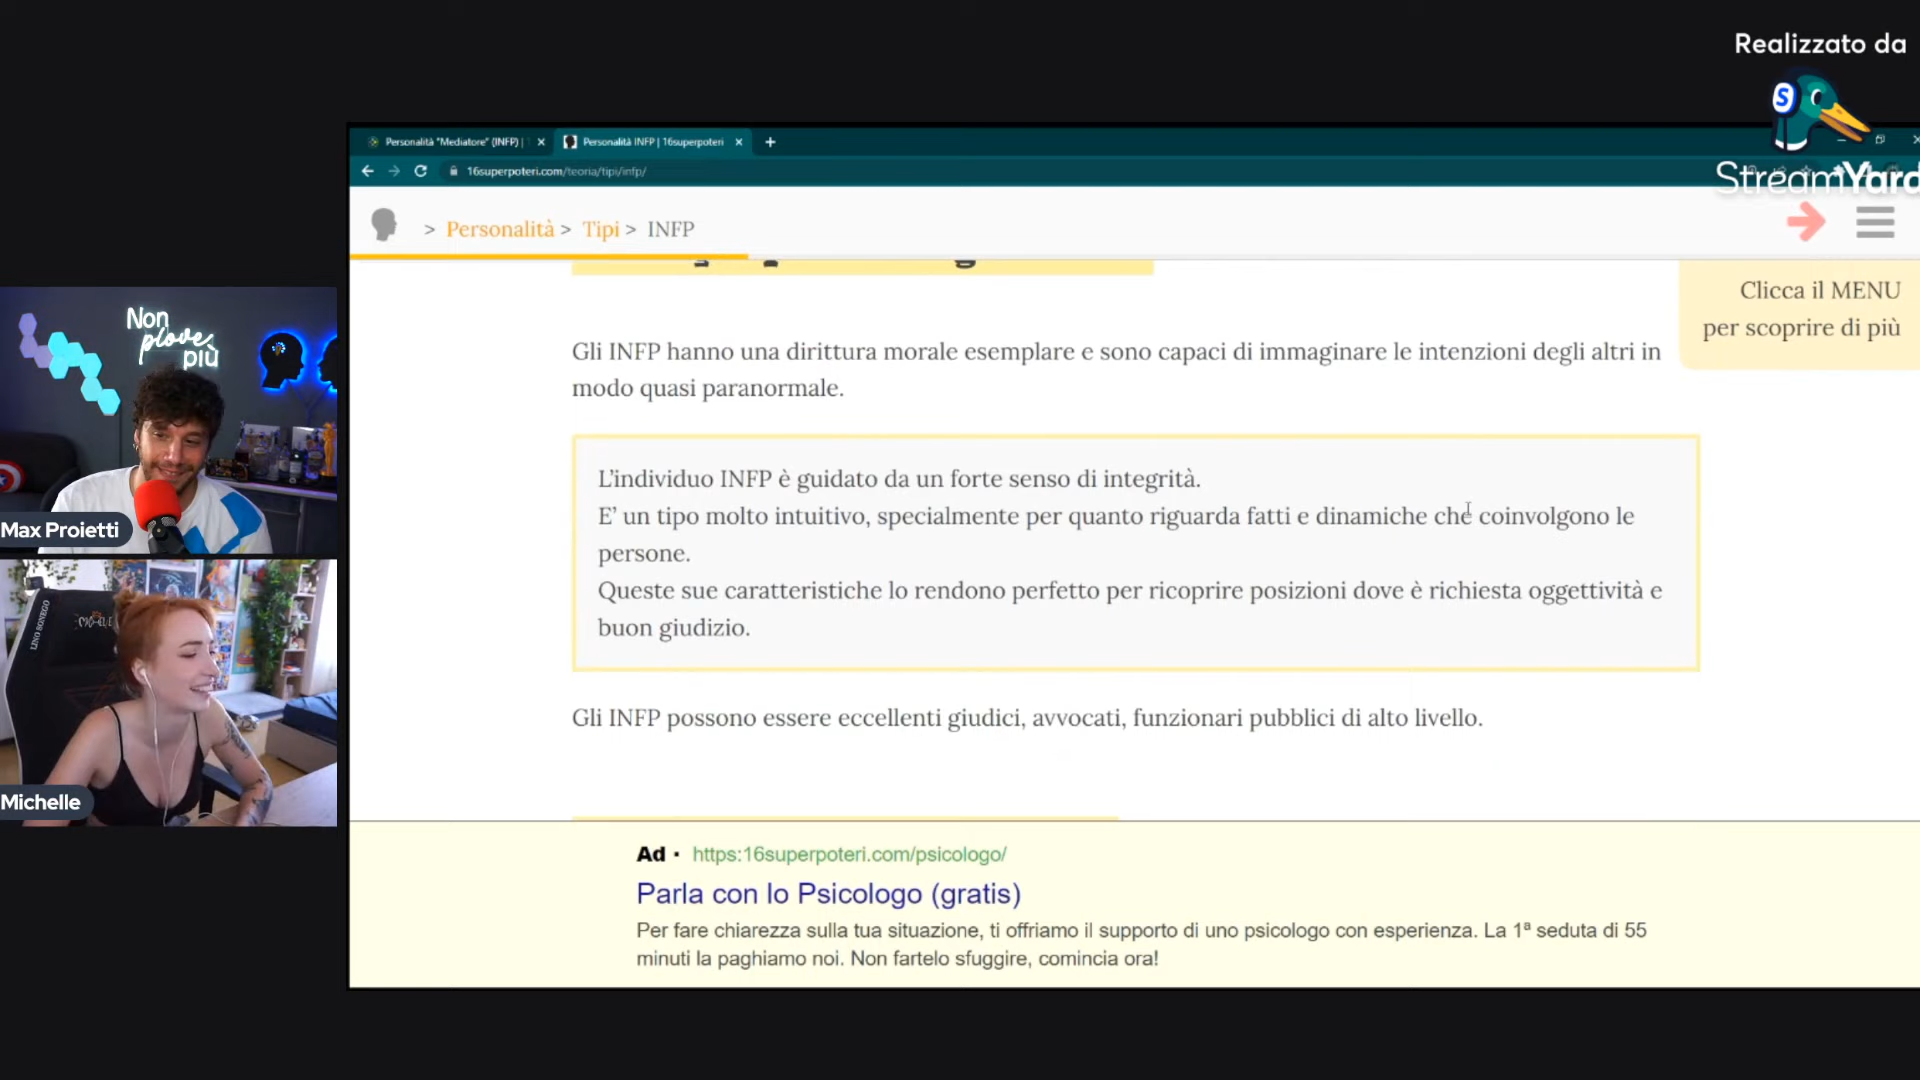 Realizzato da
StreamYard
Personalità "Mediatore" (INFP) |
Personalità INFP | 16superpoteri
16superpoteri.com/teoria/tipi/infp/
> Personalità > Tipi > INFP
Clicca il MENU
per scoprire di più
Gli INFP hanno una dirittura morale esemplare e sono capaci di immaginare le intenzioni degli altri in
modo quasi paranormale.
L'individuo INFP è guidato da un forte senso di integrità.
E' un tipo molto intuitivo, specialmente per quanto riguarda fatti e dinamiche che coinvolgono le
persone.
Queste sue caratteristiche lo rendono perfetto per ricoprire posizioni dove è richiesta oggettività e
buon giudizio.
Gli INFP possono essere eccellenti giudici, avvocati, funzionari pubblici di alto livello.
Ad · https:16superpoteri.com/psicologo/
Parla con lo Psicologo (gratis)
Per fare chiarezza sulla tua situazione, ti offriamo il supporto di uno psicologo con esperienza. La 1ª seduta di 55
minuti la paghiamo noi. Non fartelo sfuggire, comincia ora!
Non
piove
più
Max Proietti
Michelle